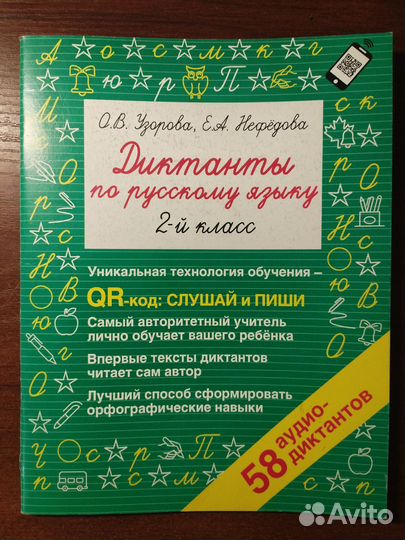 О.В. Узорова, Е.А. Нефёдова
Диктанты
по русскому языку
2-й класс
Уникальная технология обучения –
QR-код: СЛУШАЙ и ПИШИ
Самый авторитетный учитель
лично обучает вашего ребёнка
Впервые тексты диктантов
читает сам автор
Лучший способ сформировать
орфографические навыки
58 аудио-
диктантов
Avito